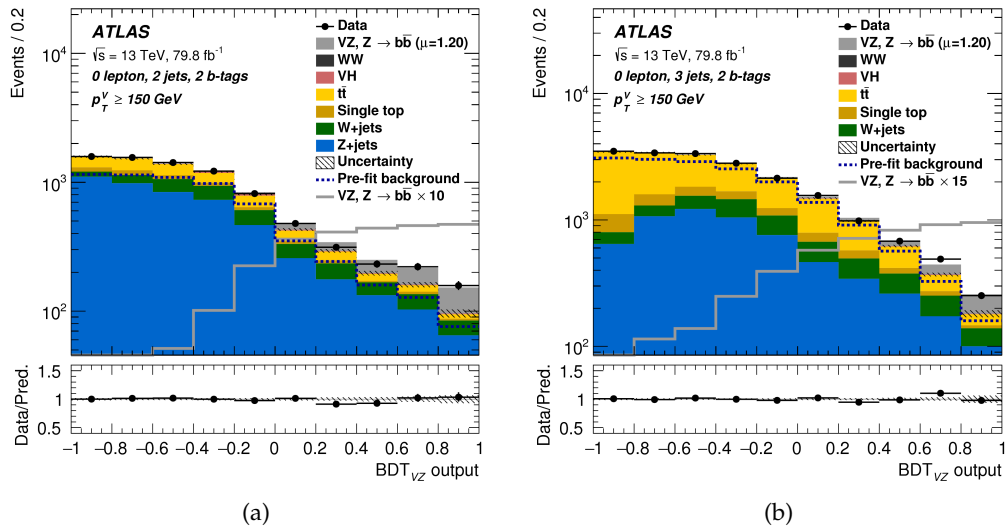 Events / 0.2
10⁴
10³
10²
ATLAS
√s = 13 TeV, 79.8 fb⁻¹
0 lepton, 2 jets, 2 b-tags
p_T^V ≥ 150 GeV
Data
VZ, Z → bb̄ (μ=1.20)
WW
VH
tt̄
Single top
W+jets
Z+jets
Uncertainty
Pre-fit background
VZ, Z → bb̄ × 10
Data/Pred.
1.5
1
0.5
−1 −0.8 −0.6 −0.4 −0.2 0 0.2 0.4 0.6 0.8 1
BDT_VZ output
(a)
Events / 0.2
10⁴
10³
10²
ATLAS
√s = 13 TeV, 79.8 fb⁻¹
0 lepton, 3 jets, 2 b-tags
p_T^V ≥ 150 GeV
Data
VZ, Z → bb̄ (μ=1.20)
WW
VH
tt̄
Single top
W+jets
Z+jets
Uncertainty
Pre-fit background
VZ, Z → bb̄ × 15
Data/Pred.
1.5
1
0.5
−1 −0.8 −0.6 −0.4 −0.2 0 0.2 0.4 0.6 0.8 1
BDT_VZ output
(b)